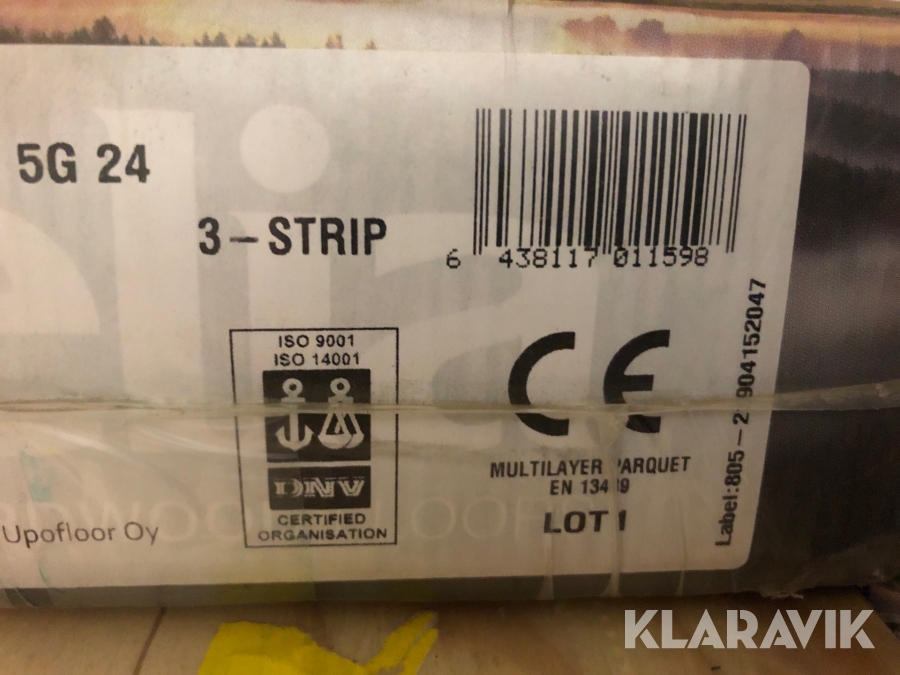 5G 24
3-STRIP
6 438117 011598
ISO 9001
ISO 14001
DNV
CERTIFIED
ORGANISATION
CE
MULTILAYER PARQUET
LOT 1
Upofloor Oy
KLARAVIK